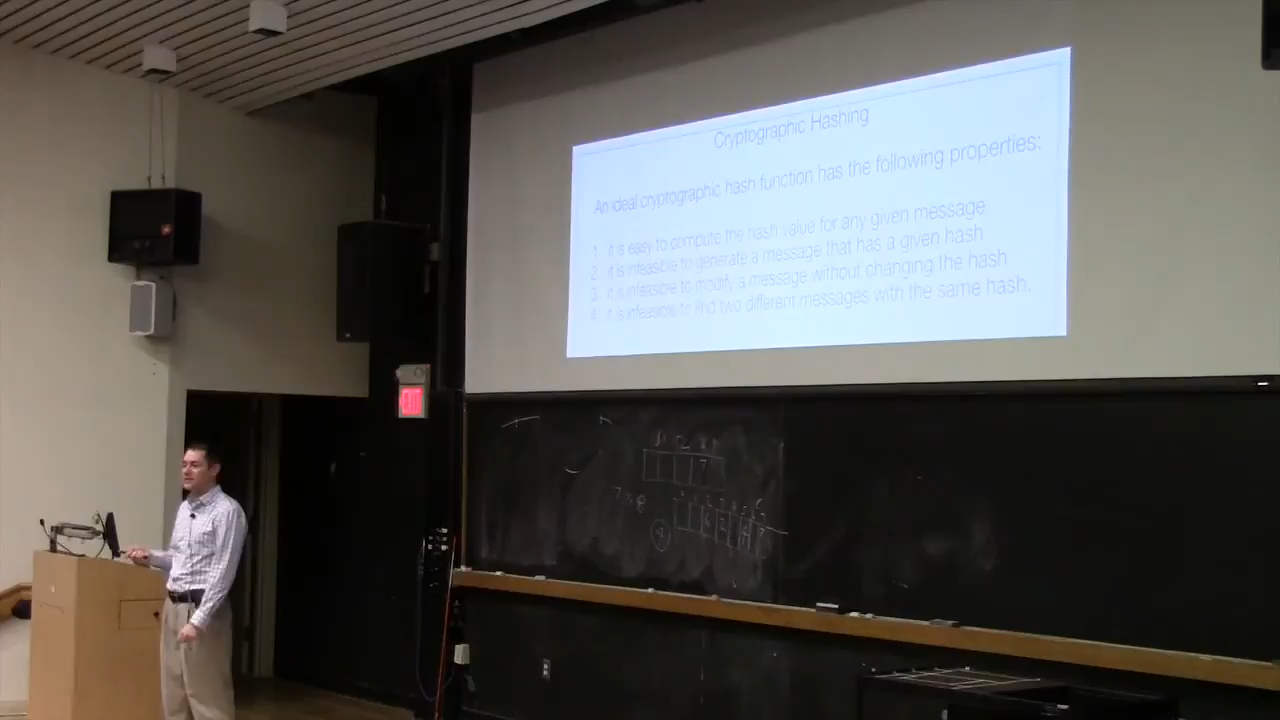 Cryptographic Hashing
An ideal cryptographic hash function has the following properties:
1. it is easy to compute the hash value for any given message
2. it is infeasible to generate a message that has a given hash
3. it is infeasible to modify a message without changing the hash
4. it is infeasible to find two different messages with the same hash.
EXIT
7
7 % 8